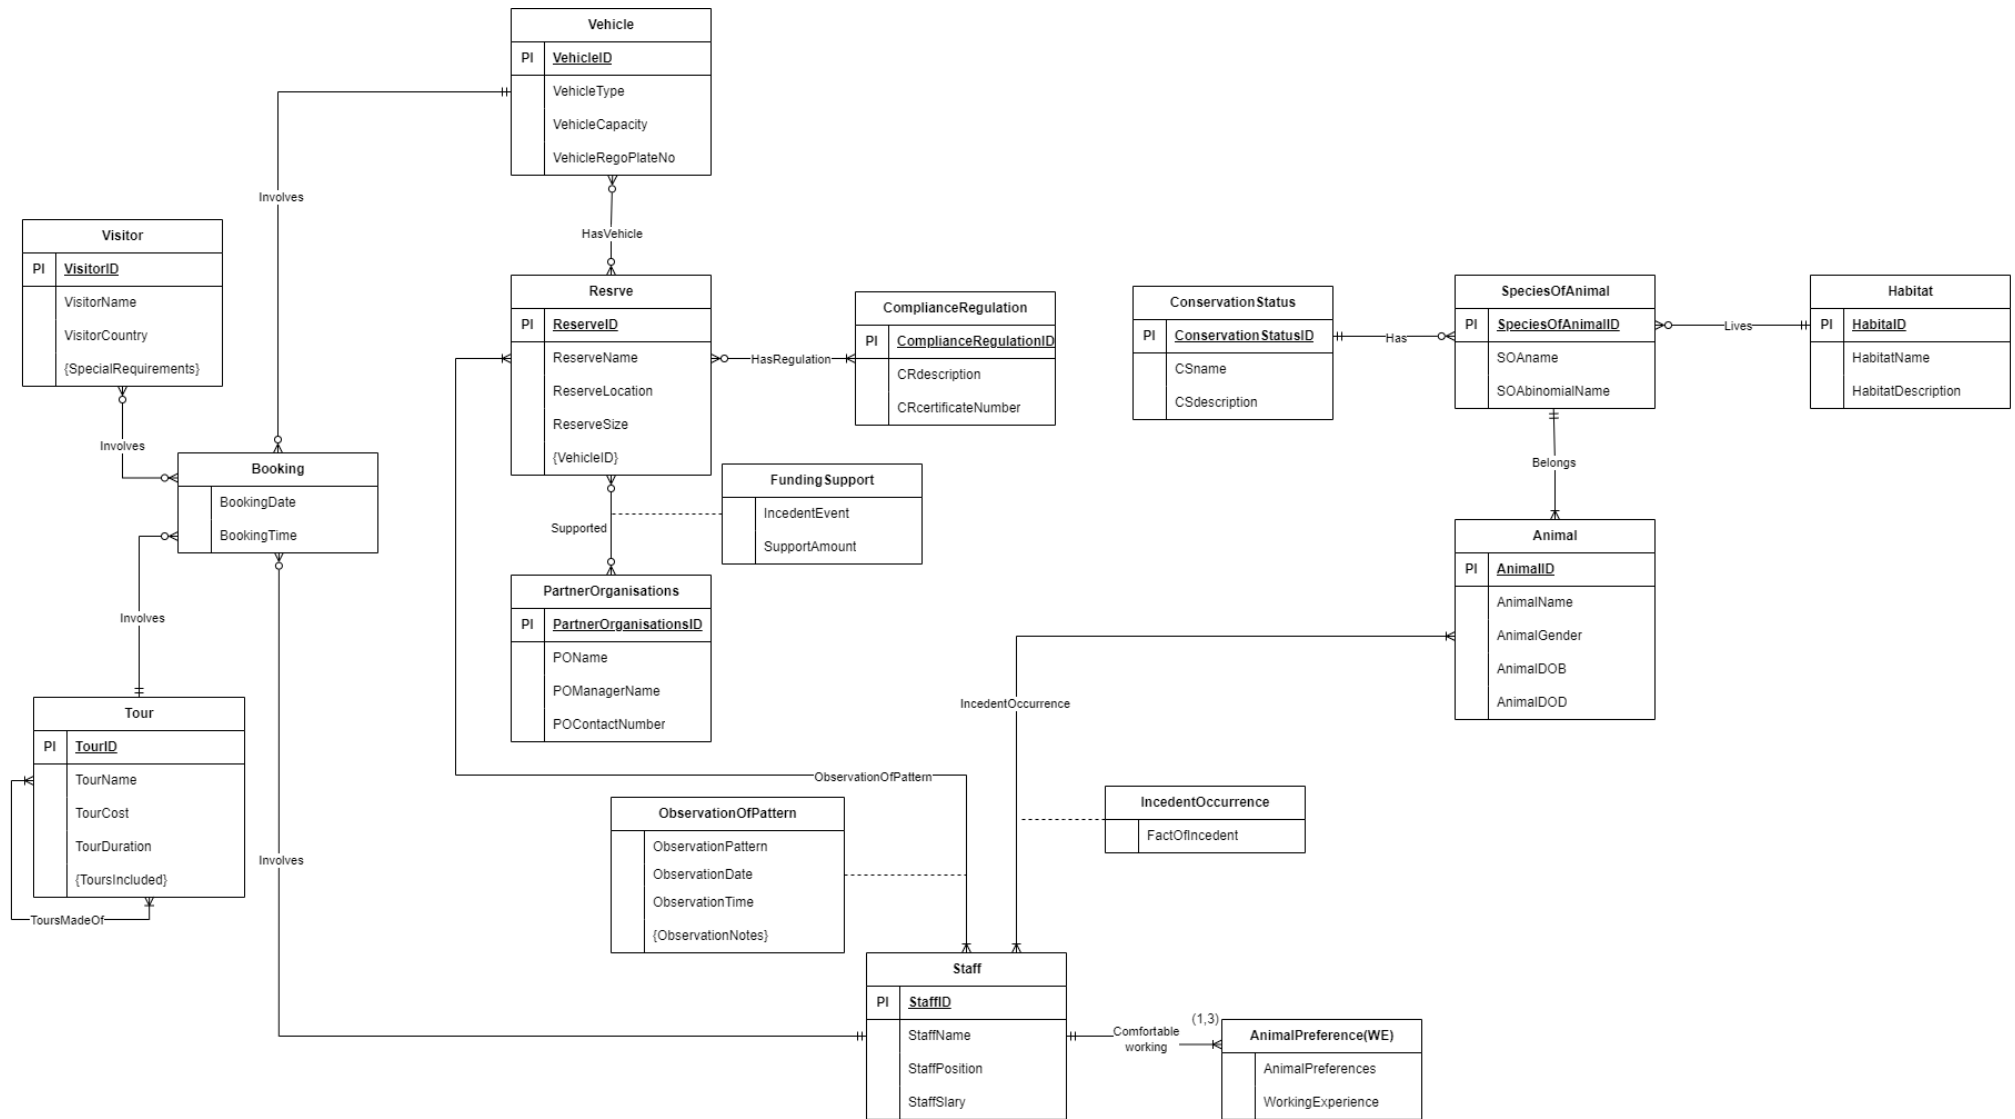 Vehicle
PI VehicleID
VehicleType
VehicleCapacity
VehicleRegoPlateNo
Involves
HasVehicle
Visitor
PI VisitorID
VisitorName
VisitorCountry
{SpecialRequirements}
Involves
Resrve
PI ReserveID
ReserveName
ReserveLocation
ReserveSize
{VehicleID}
HasRegulation
ComplianceRegulation
PI ComplianceRegulationID
CRdescription
CRcertificateNumber
ConservationStatus
PI ConservationStatusID
CSname
CSdescription
Has
SpeciesOfAnimal
PI SpeciesOfAnimalID
SOAname
SOAbinomialName
Lives
Habitat
PI HabitaID
HabitatName
HabitatDescription
Belongs
Booking
BookingDate
BookingTime
FundingSupport
IncedentEvent
SupportAmount
Supported
Animal
PI AnimalID
AnimalName
AnimalGender
AnimalDOB
AnimalDOD
PartnerOrganisations
PI PartnerOrganisationsID
POName
POManagerName
POContactNumber
Involves
Tour
PI TourID
TourName
TourCost
TourDuration
{ToursIncluded}
ToursMadeOf
Involves
IncedentOccurrence
ObservationOfPattern
ObservationOfPattern
ObservationPattern
ObservationDate
ObservationTime
{ObservationNotes}
IncedentOccurrence
FactOfIncedent
Staff
PI StaffID
StaffName
StaffPosition
StaffSlary
Comfortable
working
(1,3)
AnimalPreference(WE)
AnimalPreferences
WorkingExperience